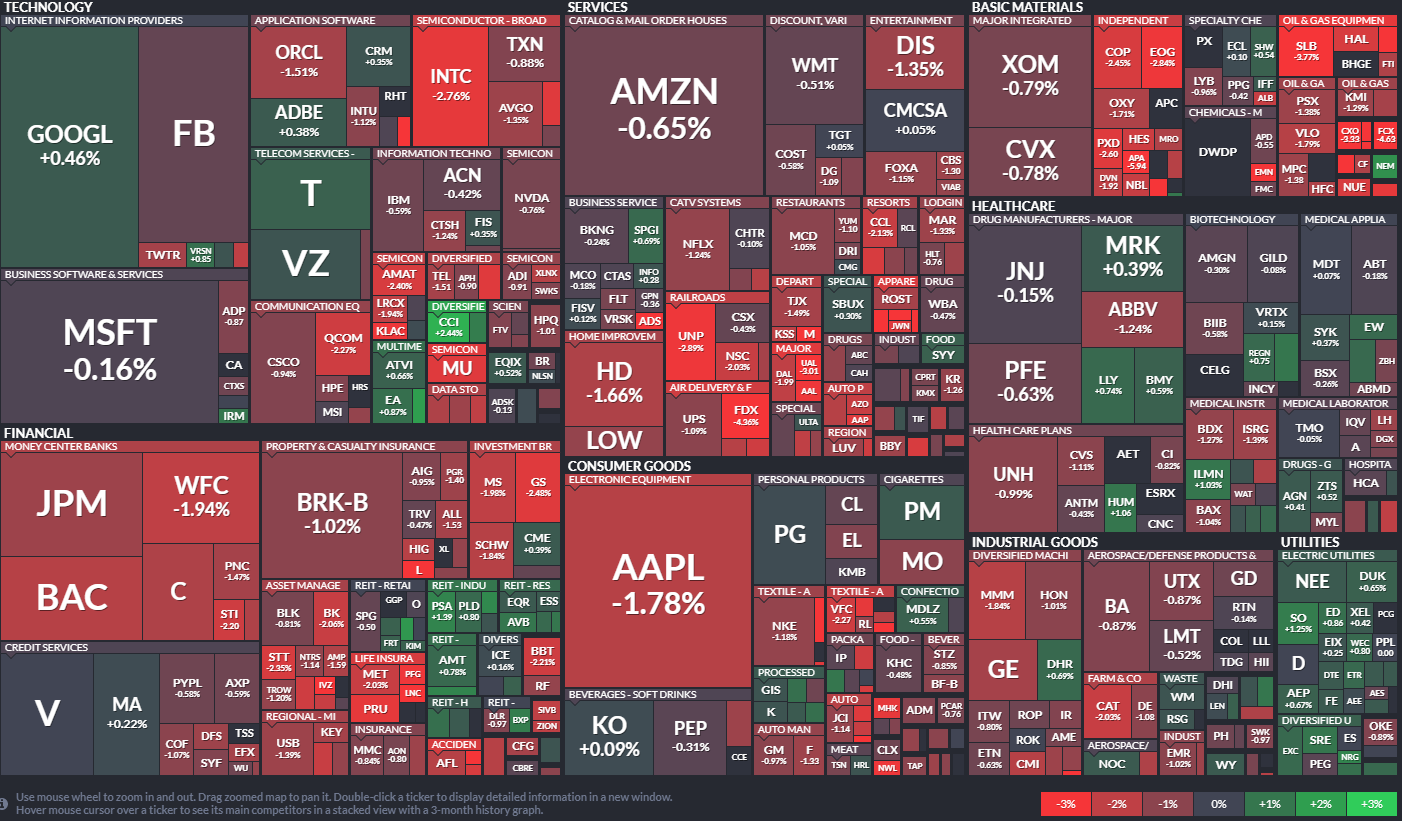 TECHNOLOGY
INTERNET INFORMATION PROVIDERS
GOOGL
+0.46%
FB
TWTR
VRSN
+0.85
APPLICATION SOFTWARE
ORCL
-1.51%
CRM
+0.35%
ADBE
+0.38%
INTU
-1.12%
RHT
SEMICONDUCTOR - BROAD
INTC
-2.76%
TXN
-0.88%
AVGO
-1.35%
BUSINESS SOFTWARE & SERVICES
MSFT
-0.16%
ADP
-0.87
CA
CTXS
IRM
TELECOM SERVICES -
T
VZ
COMMUNICATION EQ
CSCO
-0.94%
QCOM
-2.27%
HPE
HRS
MSI
INFORMATION TECHNO
IBM
-0.59%
ACN
-0.42%
CTSH
-1.24%
FIS
+0.35%
SEMICON
NVDA
-0.76%
SEMICON
AMAT
-2.40%
LRCX
-1.94%
KLAC
DIVERSIFIED
TEL
-1.51
APH
-0.90
SEMICON
ADI
-0.91
XLNX
SWKS
DIVERSIFIE
CCI
+2.44%
SCIEN
FTV
HPQ
-1.01
MULTIME
ATVI
+0.66%
EA
+0.87%
SEMICON
MU
DATA STO
EQIX
+0.52%
BR
NLSN
ADSK
-0.13
SERVICES
CATALOG & MAIL ORDER HOUSES
AMZN
-0.65%
DISCOUNT, VARI
WMT
-0.51%
COST
-0.58%
TGT
+0.05%
DG
-1.09
ENTERTAINMENT
DIS
-1.35%
CMCSA
+0.05%
FOXA
-1.15%
CBS
-1.30
VIAB
BUSINESS SERVICE
BKNG
-0.24%
SPGI
+0.69%
MCO
-0.18%
CTAS
INFO
+0.28
FISV
+0.12%
FLT
GPN
-0.36
VRSK
ADS
CATV SYSTEMS
NFLX
-1.24%
CHTR
-0.10%
RESTAURANTS
MCD
-1.05%
YUM
-1.10
DRI
CMG
RESORTS
CCL
-2.13%
RCL
LODGIN
MAR
-1.33%
HLT
-0.76
RAILROADS
UNP
-2.89%
CSX
-0.43%
NSC
-2.03%
DEPART
TJX
-1.49%
KSS
M
SPECIAL
SBUX
+0.30%
APPARE
ROST
JWN
DRUG
WBA
-0.47%
HOME IMPROVEM
HD
-1.66%
LOW
MAJOR
DAL
-1.99
UAL
-3.01
AAL
DRUGS
ABC
CAH
INDUST
FOOD
SYY
CPRT
KMX
KR
-1.26
AIR DELIVERY & F
UPS
-1.09%
FDX
-4.36%
SPECIAL
ULTA
AUTO P
AZO
AAP
TIF
REGION
LUV
BBY
BASIC MATERIALS
MAJOR INTEGRATED
XOM
-0.79%
CVX
-0.78%
INDEPENDENT
COP
-2.45%
EOG
-2.84%
OXY
-1.71%
APC
PXD
-2.60
HES
MRO
APA
-5.94
DVN
-1.92
NBL
SPECIALTY CHE
PX
ECL
+0.10
SHW
+0.54
LYB
-0.96%
PPG
-0.42
IFF
ALB
CHEMICALS - M
DWDP
APD
-0.55
EMN
FMC
OIL & GAS EQUIPMEN
SLB
-3.77%
HAL
BHGE
FTI
OIL & GA
PSX
-1.38%
VLO
-1.79%
MPC
-1.38
HFC
OIL & GAS
KMI
-1.29%
CXO
-3.33
FCX
-4.63
CF
NEM
NUE
HEALTHCARE
DRUG MANUFACTURERS - MAJOR
JNJ
-0.15%
PFE
-0.63%
MRK
+0.39%
ABBV
-1.24%
LLY
+0.74%
BMY
+0.59%
BIOTECHNOLOGY
AMGN
-0.30%
GILD
-0.08%
BIIB
-0.58%
VRTX
+0.15%
REGN
+0.75
CELG
INCY
MEDICAL APPLIA
MDT
+0.07%
ABT
-0.18%
SYK
+0.37%
EW
BSX
-0.26%
ZBH
ABMD
HEALTH CARE PLANS
UNH
-0.99%
CVS
-1.11%
AET
CI
-0.82%
ANTM
-0.43%
HUM
+1.06
ESRX
CNC
MEDICAL INSTR
BDX
-1.27%
ISRG
-1.39%
ILMN
+1.03%
WAT
BAX
-1.04%
MEDICAL LABORATOR
TMO
-0.05%
IQV
LH
A
DGX
DRUGS - G
AGN
+0.41
ZTS
+0.52
MYL
HOSPITA
HCA
FINANCIAL
MONEY CENTER BANKS
JPM
WFC
-1.94%
BAC
C
PNC
-1.47%
STI
-2.20
CREDIT SERVICES
V
MA
+0.22%
PYPL
-0.58%
AXP
-0.59%
COF
-1.07%
DFS
TSS
SYF
EFX
WU
PROPERTY & CASUALTY INSURANCE
BRK-B
-1.02%
AIG
-0.95%
PGR
-1.40
TRV
-0.47%
ALL
-1.53
HIG
XL
L
INVESTMENT BR
MS
-1.98%
GS
-2.48%
SCHW
-1.84%
CME
+0.39%
ASSET MANAGE
BLK
-0.81%
BK
-2.06%
STT
-2.35%
NTRS
-1.14
AMP
-1.59
TROW
-1.20%
IVZ
REGIONAL - MI
USB
-1.39%
KEY
REIT - RETAI
SPG
-0.50
GGP
O
FRT
KIM
LIFE INSURA
MET
-2.03%
PFG
LNC
PRU
INSURANCE
MMC
-0.84%
AON
-0.80
REIT - INDU
PSA
+1.39
PLD
+0.80
REIT - RES
EQR
ESS
AVB
REIT -
AMT
+0.78%
DIVERS
ICE
+0.16%
BBT
-2.21%
RF
REIT - H
REIT -
DLR
-0.97
BXP
SIVB
ZION
ACCIDEN
AFL
CFG
CBRE
CONSUMER GOODS
ELECTRONIC EQUIPMENT
AAPL
-1.78%
PERSONAL PRODUCTS
PG
CL
EL
KMB
CIGARETTES
PM
MO
TEXTILE - A
NKE
-1.18%
TEXTILE - A
VFC
-2.27
RL
CONFECTIO
MDLZ
+0.55%
PACKA
IP
FOOD -
KHC
-0.48%
BEVER
STZ
-0.85%
BF-B
PROCESSED
GIS
K
BEVERAGES - SOFT DRINKS
KO
+0.09%
PEP
-0.31%
CCE
AUTO MAN
GM
-0.97%
F
-1.33
AUTO
JCI
-1.14
MHK
ADM
PCAR
-0.76
MEAT
TSN
HRL
CLX
NWL
TAP
INDUSTRIAL GOODS
DIVERSIFIED MACHI
MMM
-1.84%
HON
-1.01%
GE
DHR
+0.69%
ITW
-0.80%
ROP
IR
ROK
AME
ETN
-0.63%
CMI
AEROSPACE/DEFENSE PRODUCTS &
BA
-0.87%
UTX
-0.87%
GD
RTN
-0.14%
LMT
-0.52%
COL
LLL
TDG
HII
FARM & CO
CAT
-2.03%
DE
-1.08
WASTE
WM
RSG
DHI
LEN
AEROSPACE/
NOC
INDUST
EMR
-1.02%
PH
SWK
-0.97
WY
UTILITIES
ELECTRIC UTILITIES
NEE
DUK
+0.65%
SO
+1.25%
ED
+0.86
XEL
+0.42
PCG
D
EIX
+0.25
WEC
+0.80
PPL
0.00
DTE
ETR
AEP
+0.67%
FE
AEE
AES
DIVERSIFIED U
EXC
SRE
ES
PEG
NRG
OKE
-0.89%
Use mouse wheel to zoom in and out. Drag zoomed map to pan it. Double-click a ticker to display detailed information in a new window.
Hover mouse cursor over a ticker to see its main competitors in a stacked view with a 3-month history graph.
-3%
-2%
-1%
0%
+1%
+2%
+3%